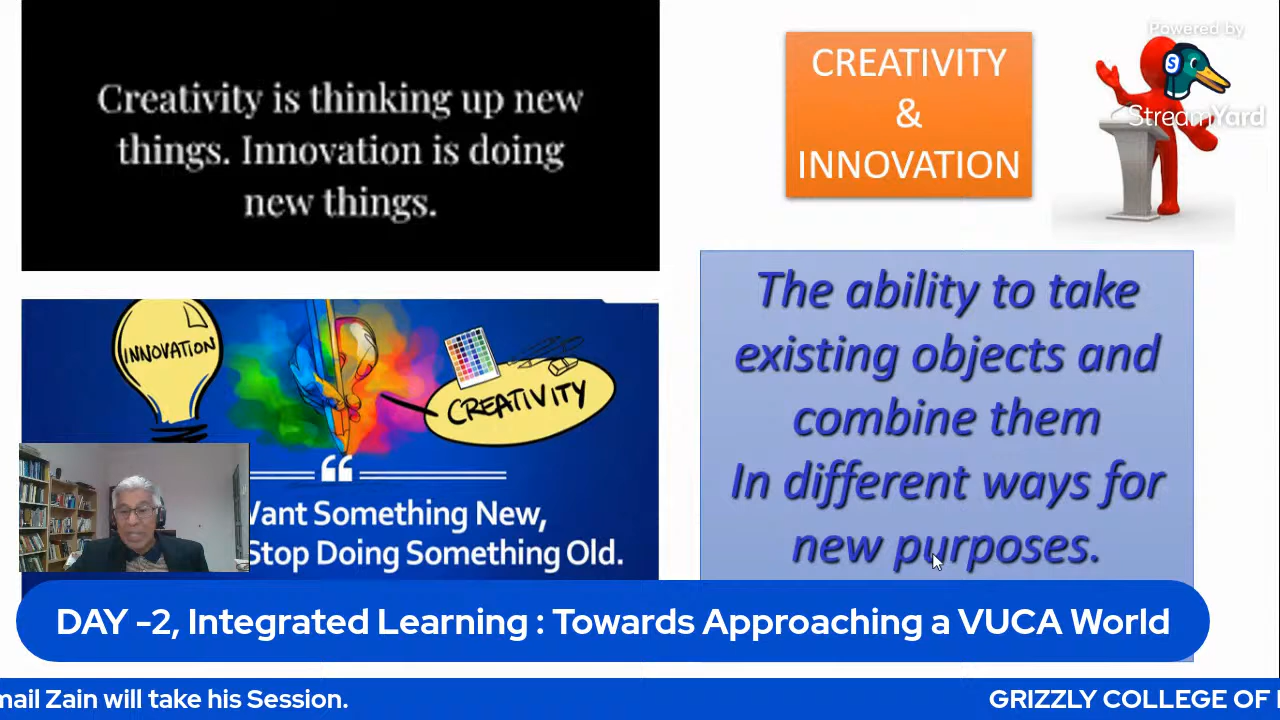 Creativity is thinking up new
things. Innovation is doing
new things.
CREATIVITY
&
INNOVATION
Powered by
StreamYard
INNOVATION
CREATIVITY
“
Want Something New,
Stop Doing Something Old.
The ability to take
existing objects and
combine them
In different ways for
new purposes.
DAY -2, Integrated Learning : Towards Approaching a VUCA World
mail Zain will take his Session.
GRIZZLY COLLEGE OF